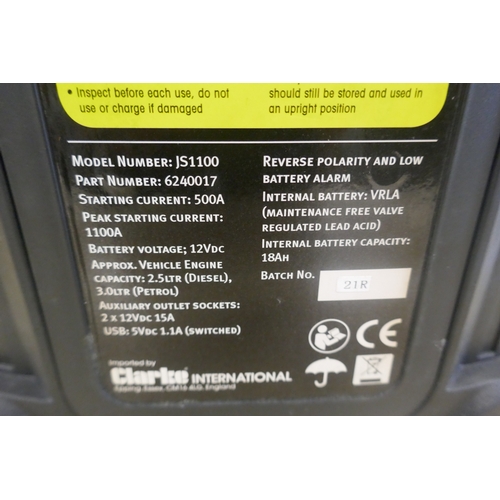 • Inspect before each use, do not
use or charge if damaged
should still be stored and used in
an upright position
MODEL NUMBER: JS1100
PART NUMBER: 6240017
STARTING CURRENT: 500A
PEAK STARTING CURRENT:
1100A
BATTERY VOLTAGE; 12VDC
APPROX. VEHICLE ENGINE
CAPACITY: 2.5LTR (DIESEL),
3.0LTR (PETROL)
AUXILIARY OUTLET SOCKETS:
2 X 12VDC 15A
USB: 5VDC 1.1A (SWITCHED)
REVERSE POLARITY AND LOW
BATTERY ALARM
INTERNAL BATTERY: VRLA
(MAINTENANCE FREE VALVE
REGULATED LEAD ACID)
INTERNAL BATTERY CAPACITY:
18AH
BATCH NO.
21R
CE
Imported by
Clarke INTERNATIONAL
Epping, Essex, CM16 England